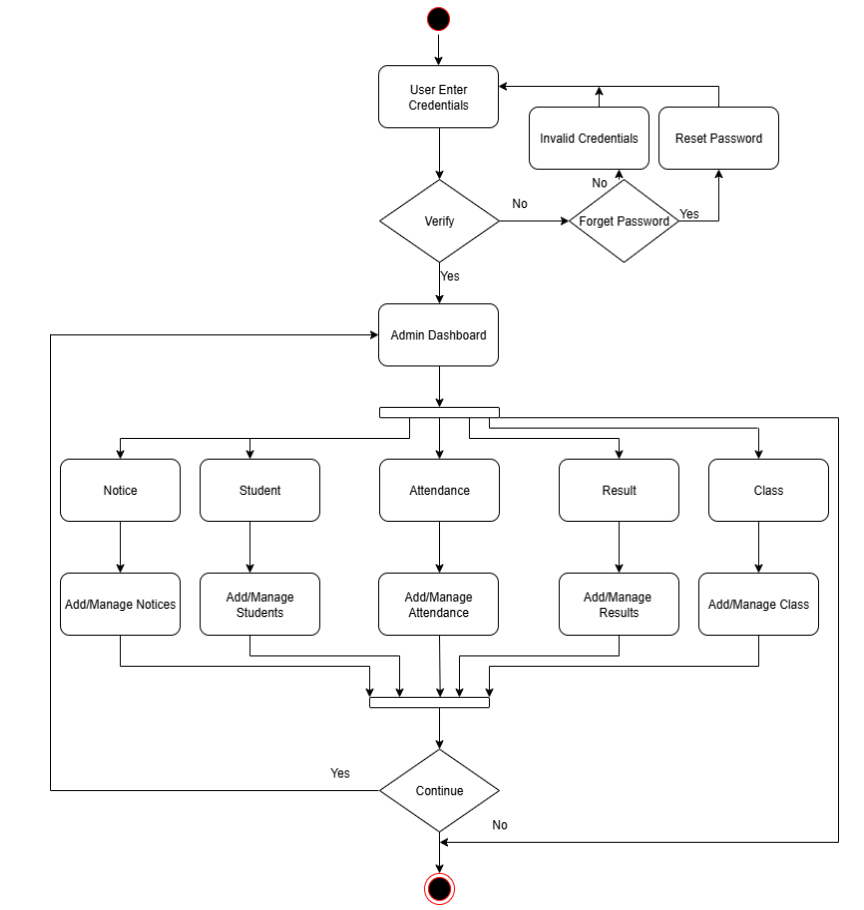 User Enter
Credentials
Invalid Credentials
Reset Password
No
No
Yes
Verify
Forget Password
Yes
Admin Dashboard
Notice
Student
Attendance
Result
Class
Add/Manage Notices
Add/Manage
Students
Add/Manage
Attendance
Add/Manage
Results
Add/Manage Class
Yes
Continue
No